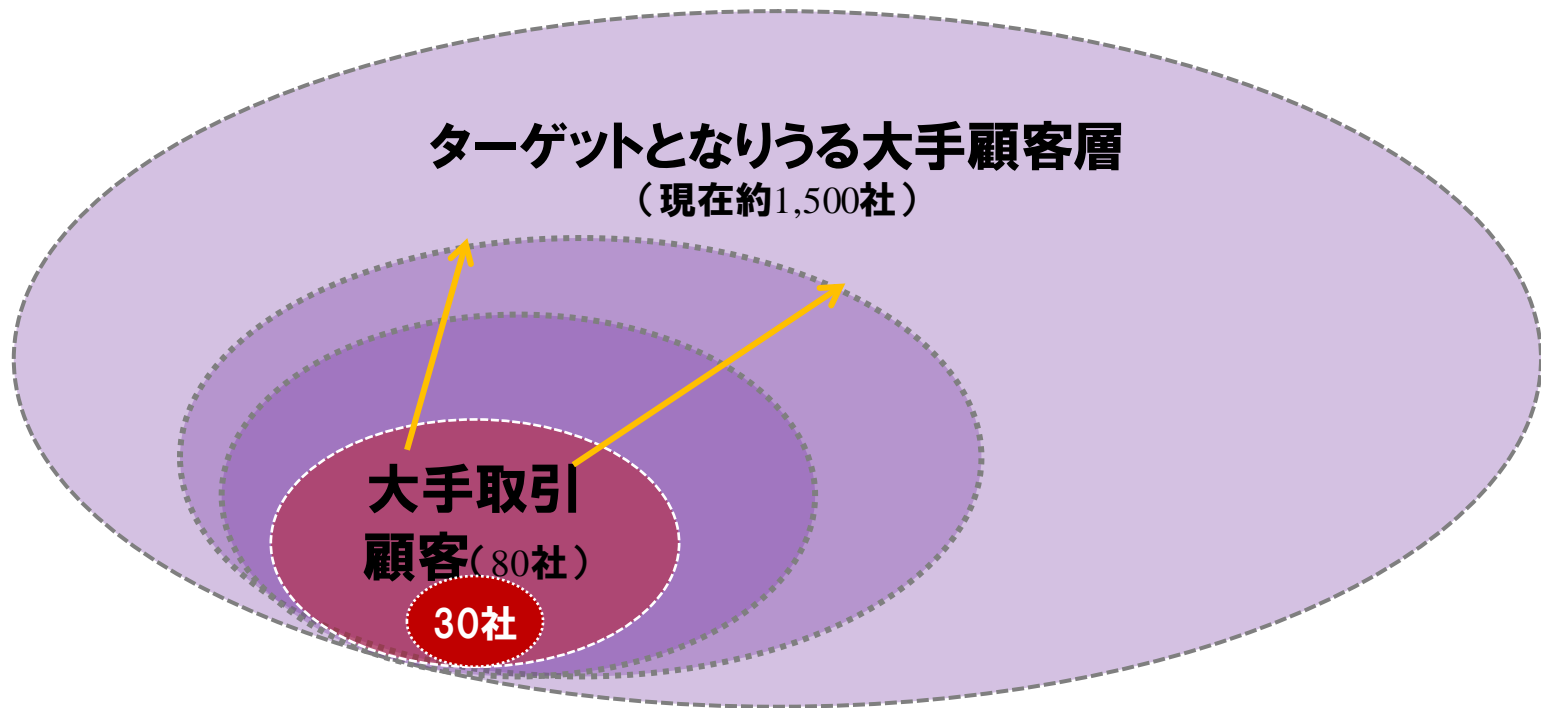 ターゲットとなりうる大手顧客層
（現在約1,500社）
大手取引
顧客（80社）
30社